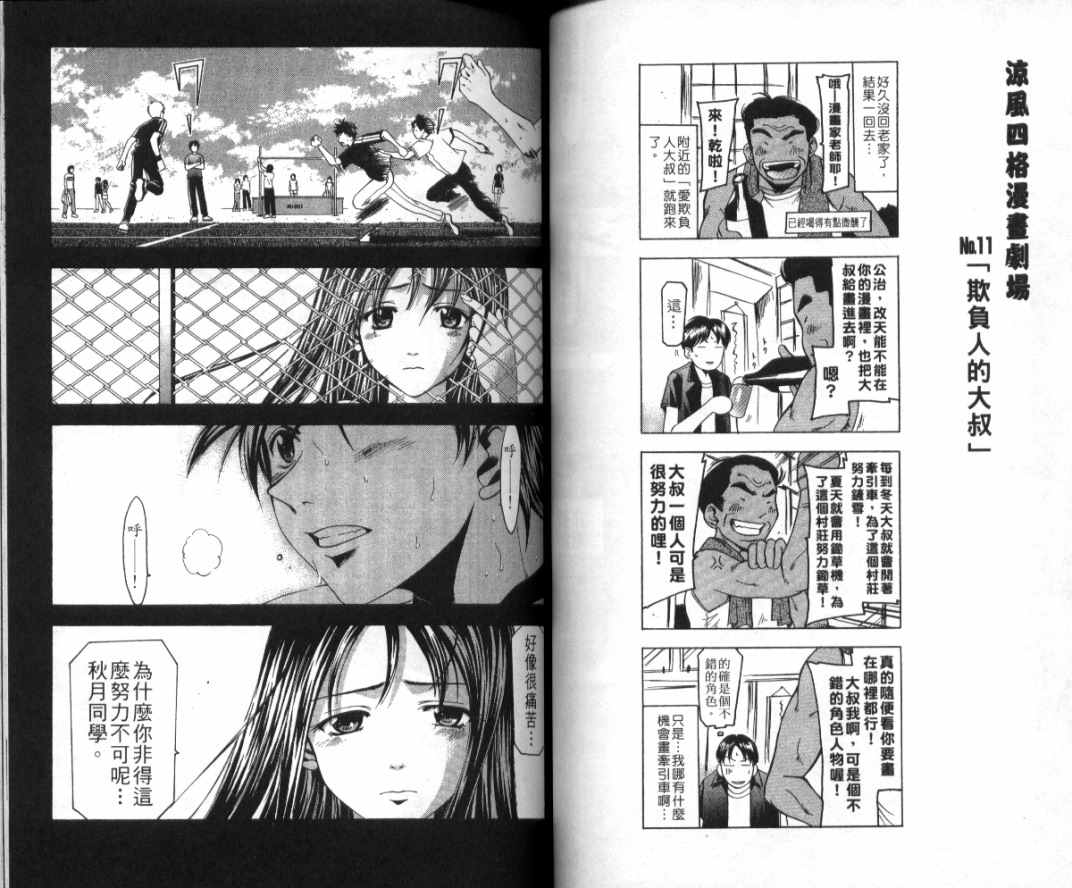 涼風四格漫畫劇場
№11「欺負人的大叔」
好久沒回老家了，
結果一回去…
哦—漫畫家老師耶！
來！乾啦！
附近的「愛欺負
人大叔」就跑來
了。
已經喝得有點微醺了
公治，改天能不能在
你的漫畫裡，也把大
叔給畫進去啊？
嗯？
這…
每到冬天大叔就會開著
牽引車，為了這個村莊
努力鏟雪！
夏天就會用鋤草機，為
了這個村莊努力鋤草！
大叔一個人可是
很努力的哩！
真的隨便看你要畫
在哪裡都行！
大叔我啊，可是個不
錯的角色人物喔！
的確是個不
錯的角色。
只是…我哪有什麼
機會畫牽引車啊…
呼——！
呼——！
好像很痛苦…
為什麼你非得這
麼努力不可呢…
秋月同學。